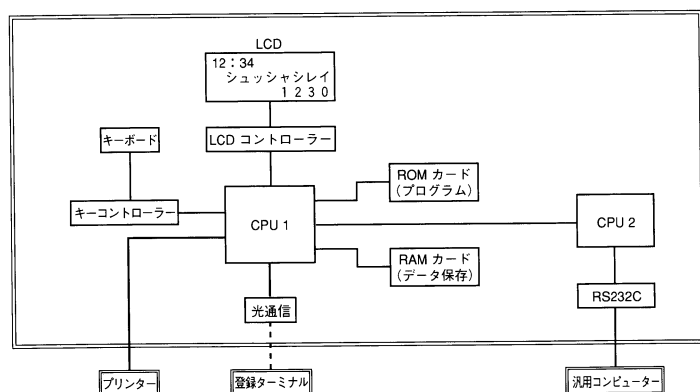 LCD
12：34
シュッシャシレイ
1 2 3 0
キーボード
LCD コントローラー
ROM カード
（プログラム）
キーコントローラー
CPU 1
CPU 2
RAM カード
（データ保存）
RS232C
光通信
プリンター
登録ターミナル
汎用コンピューター